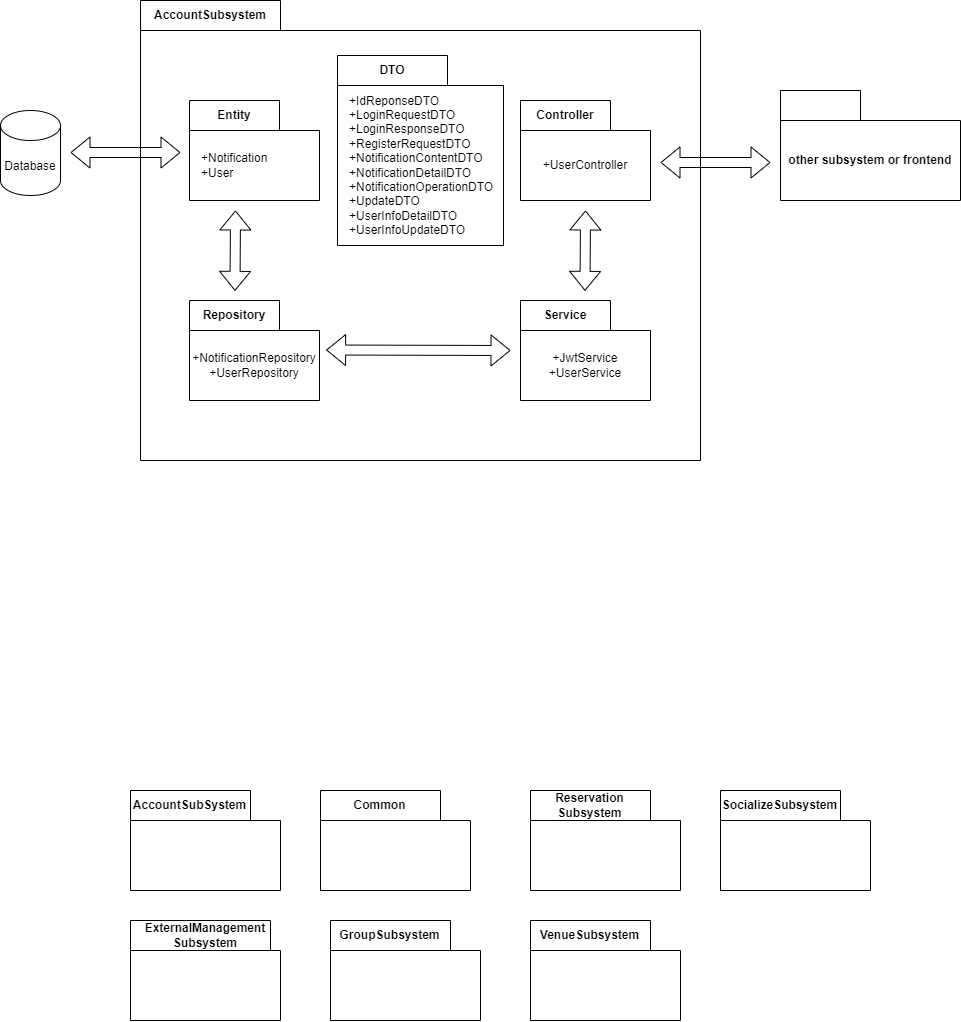 AccountSubsystem
DTO
+IdReponseDTO
+LoginRequestDTO
+LoginResponseDTO
+RegisterRequestDTO
+NotificationContentDTO
+NotificationDetailDTO
+NotificationOperationDTO
+UpdateDTO
+UserInfoDetailDTO
+UserInfoUpdateDTO
Entity
+Notification
+User
Controller
+UserController
Database
other subsystem or frontend
Repository
+NotificationRepository
+UserRepository
Service
+JwtService
+UserService
AccountSubSystem
Common
Reservation
Subsystem
SocializeSubsystem
ExternalManagement
Subsystem
GroupSubsystem
VenueSubsystem